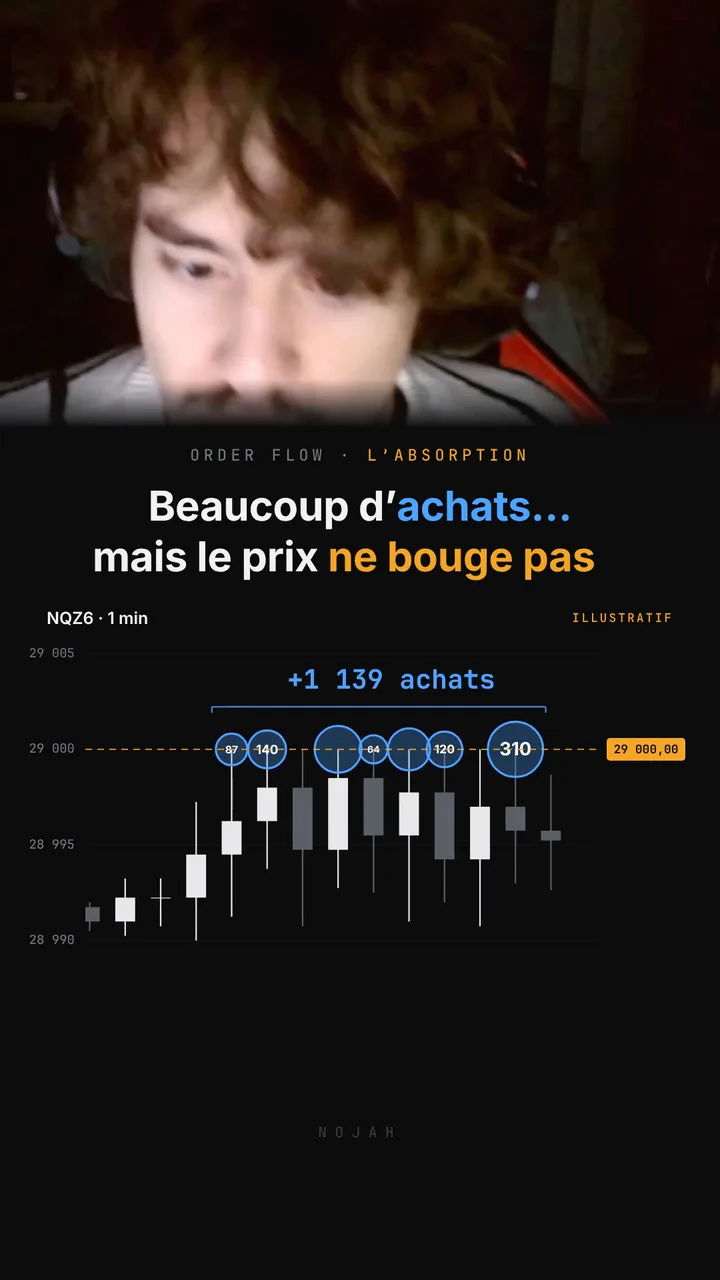 ORDER FLOW · L’ABSORPTION
Beaucoup d’achats...
mais le prix ne bouge pas
NQZ6 · 1 min
ILLUSTRATIF
29 005
+1 139 achats
29 000
87
140
64
120
310
29 000,00
28 995
28 990
NOJAH